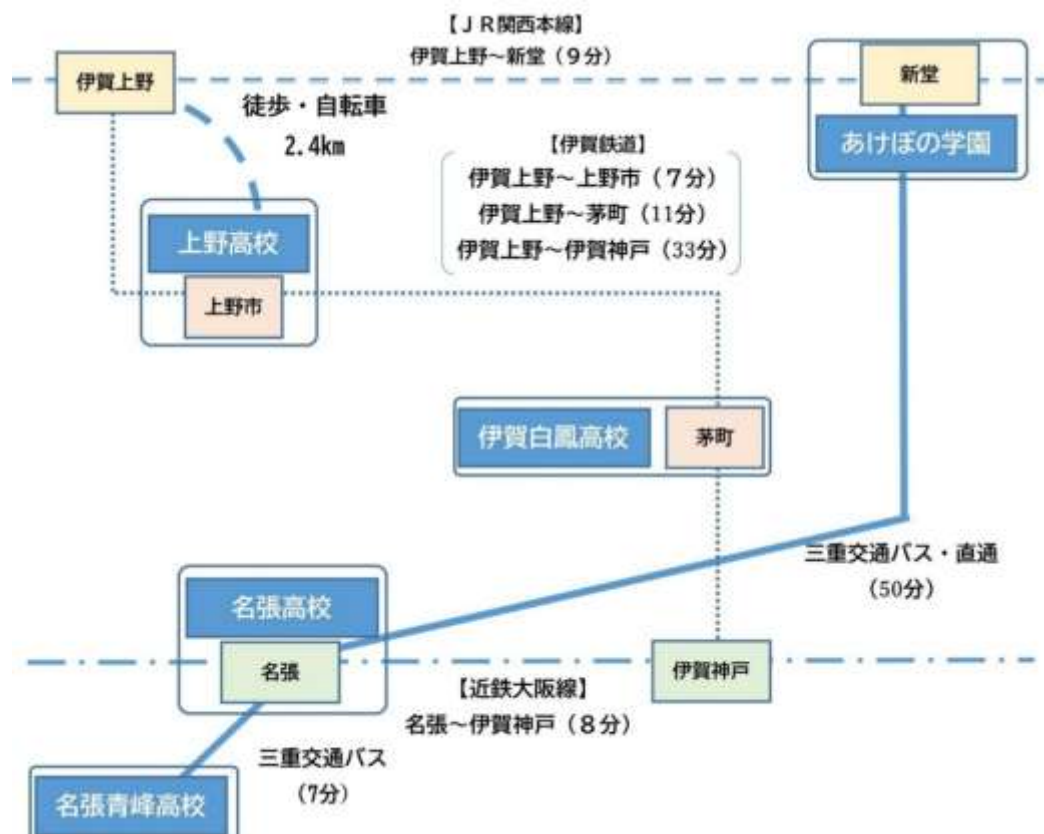 【ＪＲ関西本線】
伊賀上野～新堂（９分）
伊賀上野
新堂
徒歩・自転車
2.4km
あけぼの学園
【伊賀鉄道】
伊賀上野～上野市（７分）
伊賀上野～茅町（11分）
伊賀上野～伊賀神戸（33分）
上野高校
上野市
伊賀白鳳高校
茅町
三重交通バス・直通
（50分）
名張高校
名張
伊賀神戸
【近鉄大阪線】
名張～伊賀神戸（８分）
三重交通バス
（7分）
名張青峰高校